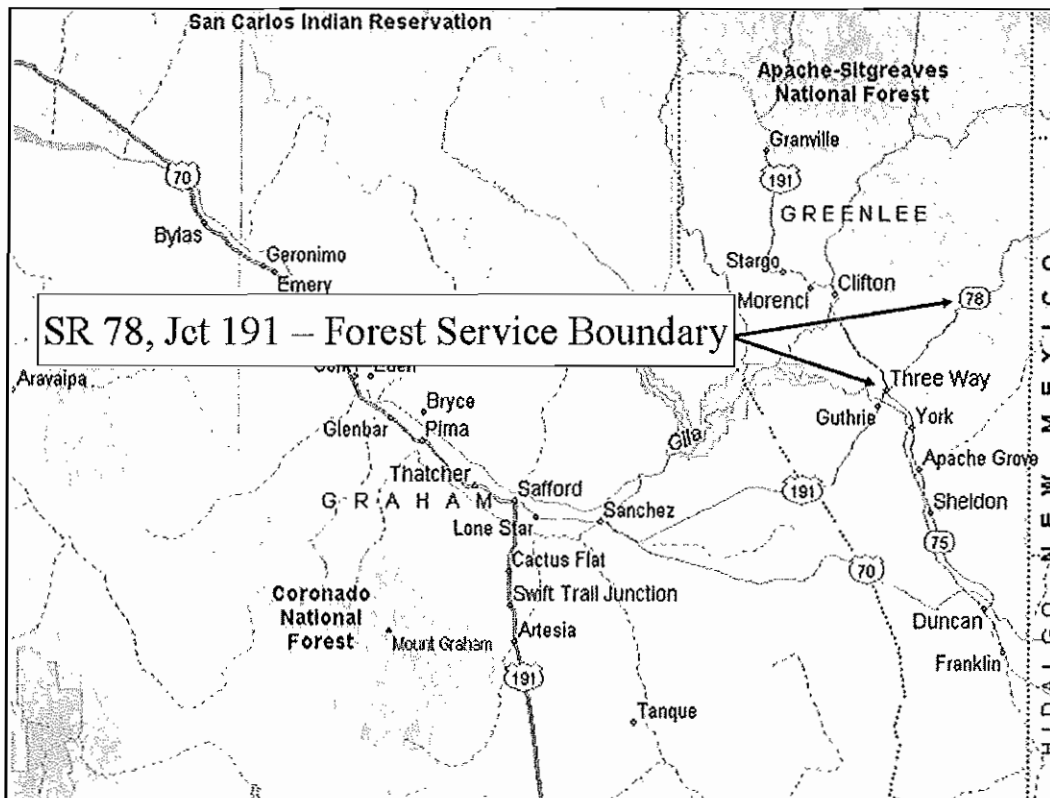 San Carlos Indian Reservation
Apache-Sitgreaves
National Forest
Granville
70
191
GREENLEE
Bylas
Geronimo
Emery
Stargo
Clifton
Morenci
78
SR 78, Jct 191 – Forest Service Boundary
Aravaipa
Eden
Three Way
Bryce
Guthrie
York
Glenbar
Pima
Gila
Apache Grove
Thatcher
GRAHAM
Safford
191
Lone Star
Sanchez
Sheldon
75
Cactus Flat
70
Coronado
National
Forest
Swift Trail Junction
Duncan
Mount Graham
Artesia
Franklin
191
Tanque
HIDALGO
NEW MEXICO